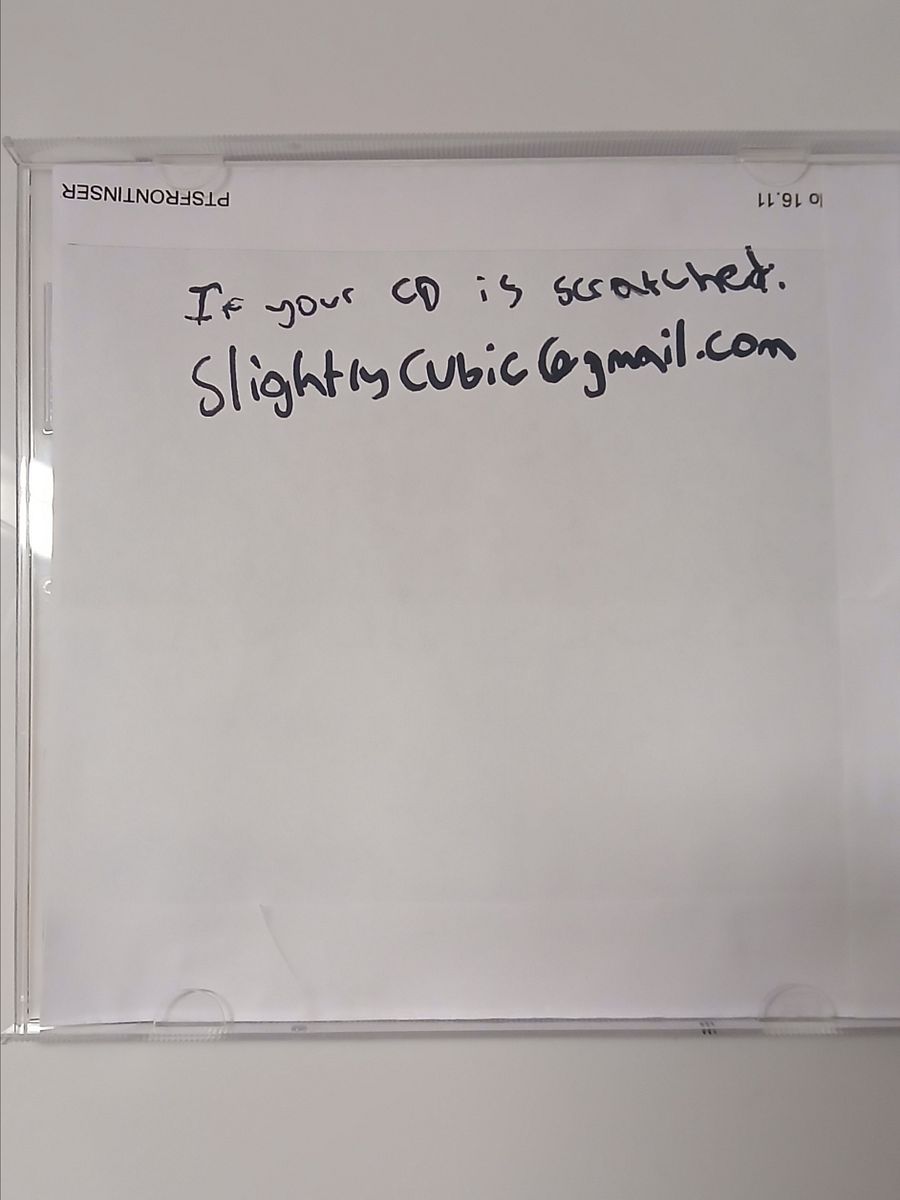 PTSFRONTINSER
lo 16.11
If your CD is scratched.
SlightlyCubic@gmail.com